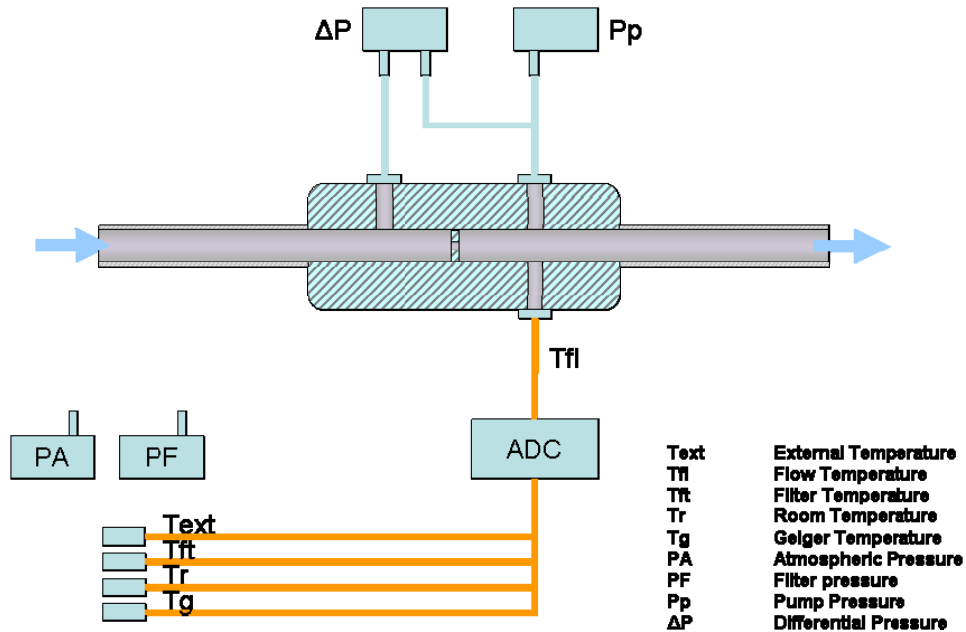 ΔP
Pp
Tfl
PA
PF
ADC
Text
Tft
Tr
Tg
Text External Temperature
Tfl Flow Temperature
Tft Filter Temperature
Tr Room Temperature
Tg Geiger Temperature
PA Atmospheric Pressure
PF Filter pressure
Pp Pump Pressure
ΔP Differential Pressure